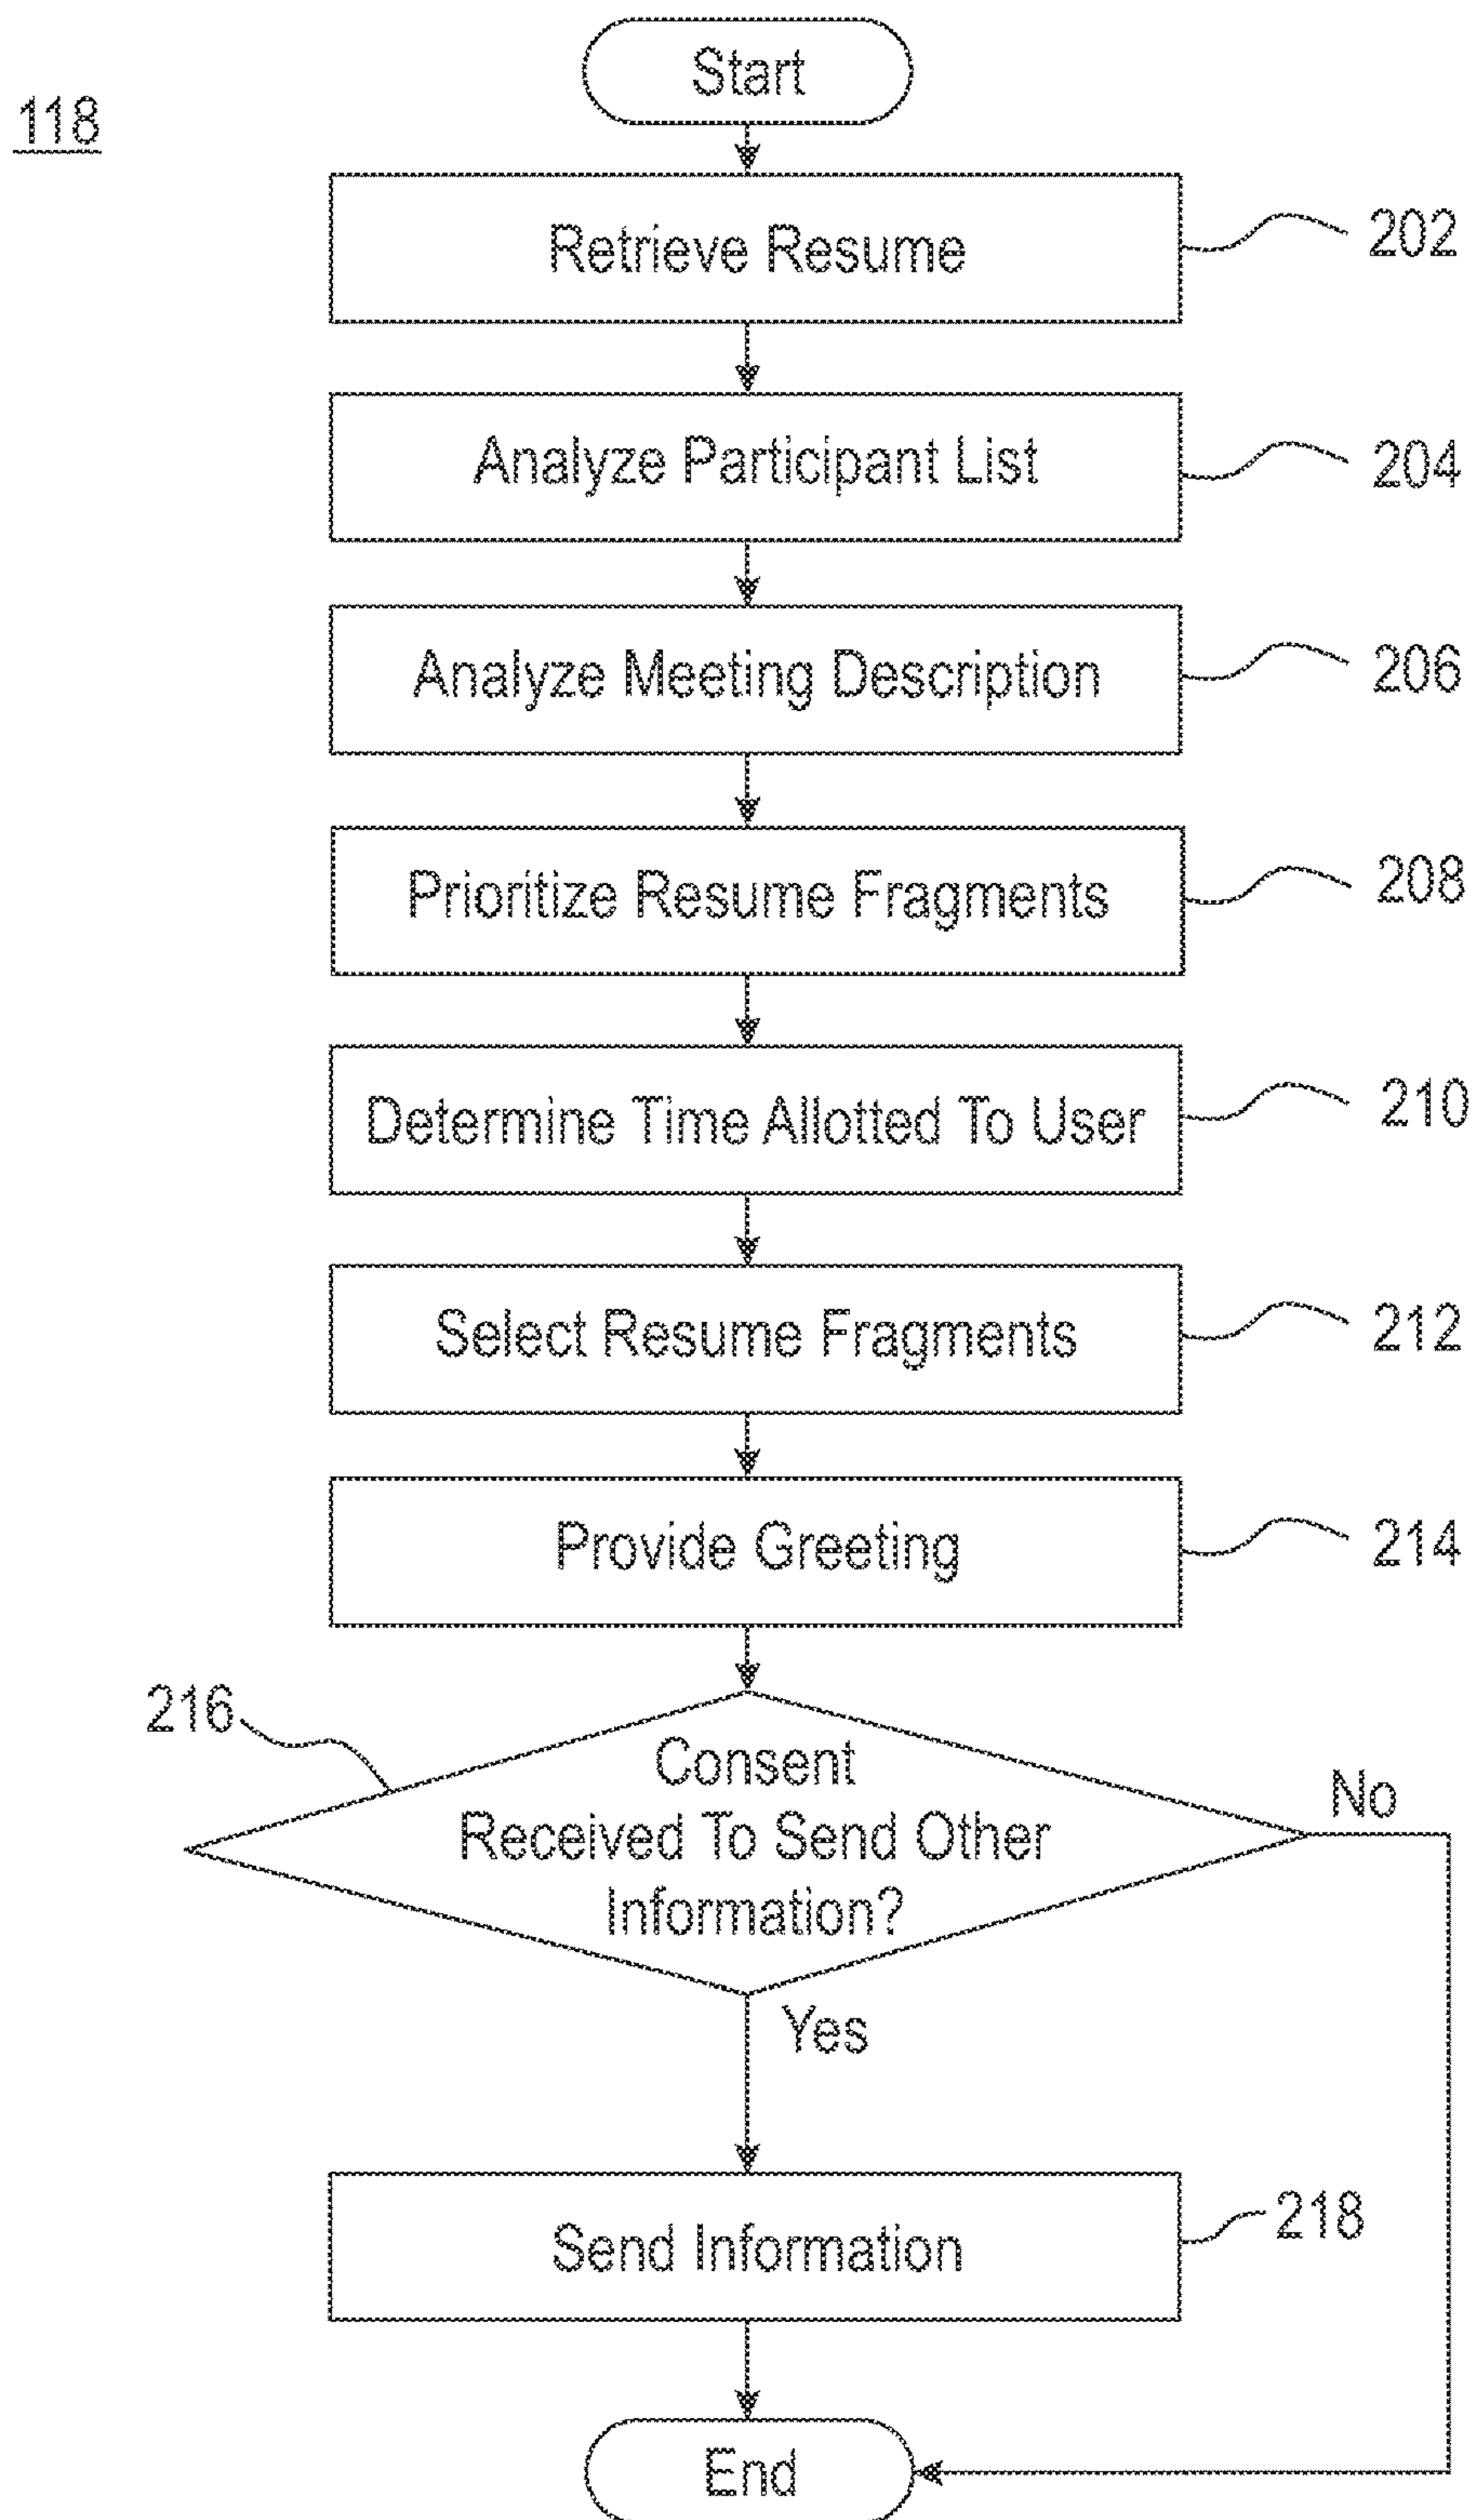 Start
118
Retrieve Resume
202
Analyze Participant List
204
Analyze Meeting Description
206
Prioritize Resume Fragments
208
Determine Time Allotted To User
210
Select Resume Fragments
212
Provide Greeting
214
216
Consent
Received To Send Other
Information?
No
Yes
Send Information
218
End